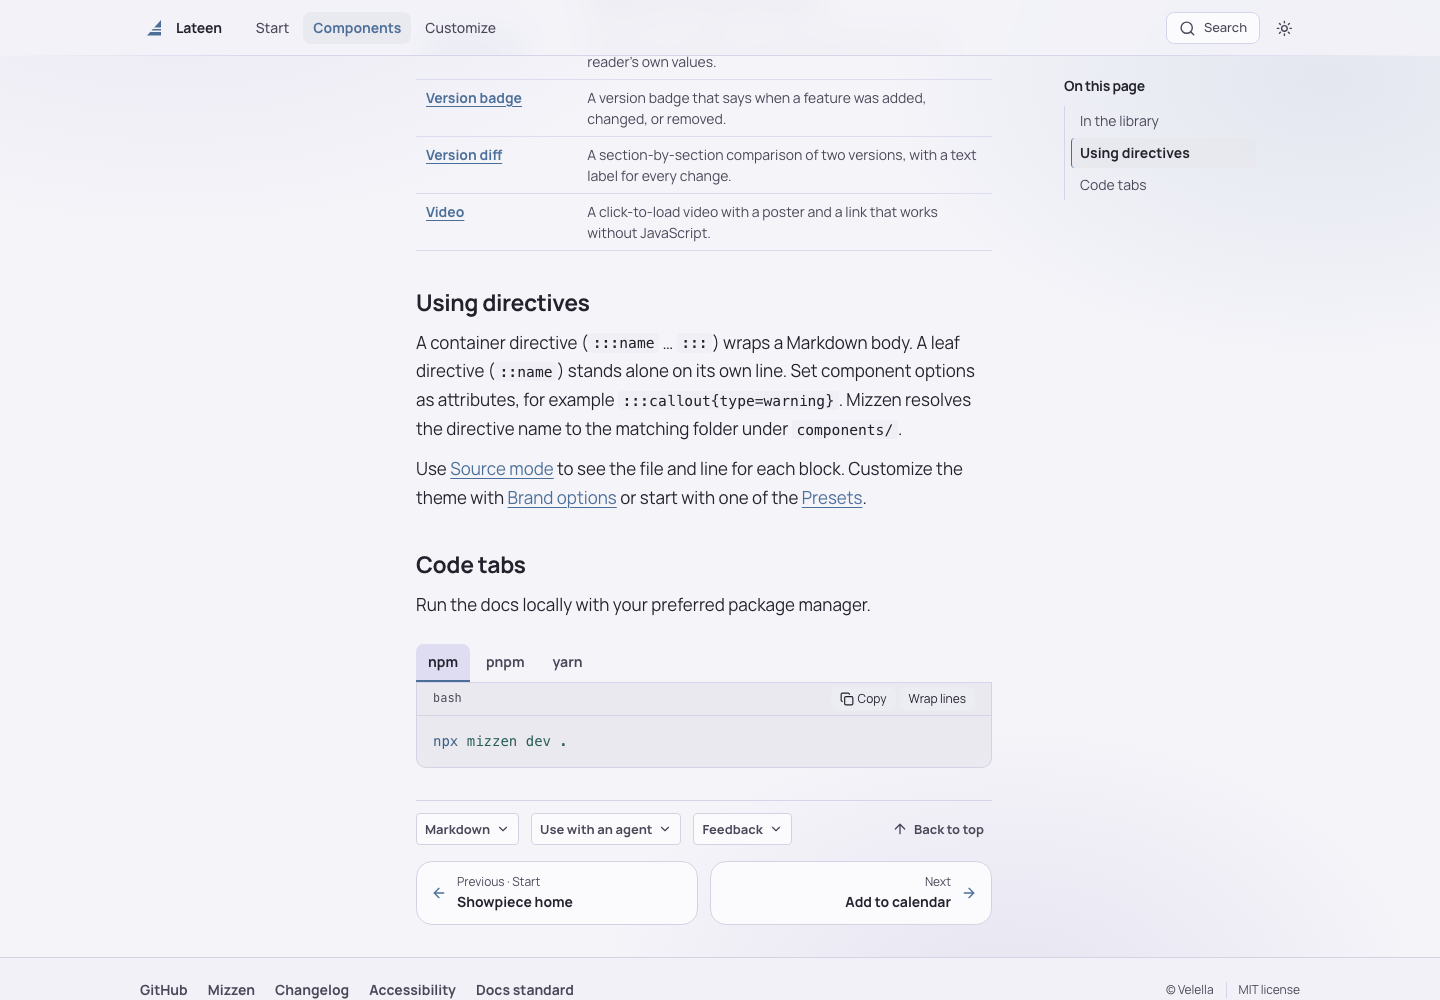 Lateen
Start
Components
Customize
Search
reader's own values.
Version badge
A version badge that says when a feature was added,
changed, or removed.
Version diff
A section-by-section comparison of two versions, with a text
label for every change.
Video
A click-to-load video with a poster and a link that works
without JavaScript.
On this page
In the library
Using directives
Code tabs
Using directives
A container directive ( :::name … ::: ) wraps a Markdown body. A leaf
directive ( ::name ) stands alone on its own line. Set component options
as attributes, for example :::callout{type=warning} . Mizzen resolves
the directive name to the matching folder under components/ .
Use Source mode to see the file and line for each block. Customize the
theme with Brand options or start with one of the Presets.
Code tabs
Run the docs locally with your preferred package manager.
npm
pnpm
yarn
bash
Copy
Wrap lines
npx mizzen dev .
Markdown
Use with an agent
Feedback
Back to top
Previous · Start
Showpiece home
Next
Add to calendar
GitHub
Mizzen
Changelog
Accessibility
Docs standard
© Velella
MIT license